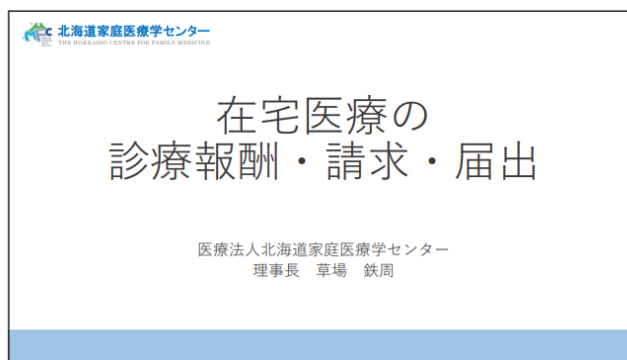 北海道家庭医療学センター
THE HOKKAIDO CENTRE FOR FAMILY MEDICINE
在宅医療の
診療報酬・請求・届出
医療法人北海道家庭医療学センター
理事長 草場 鉄周